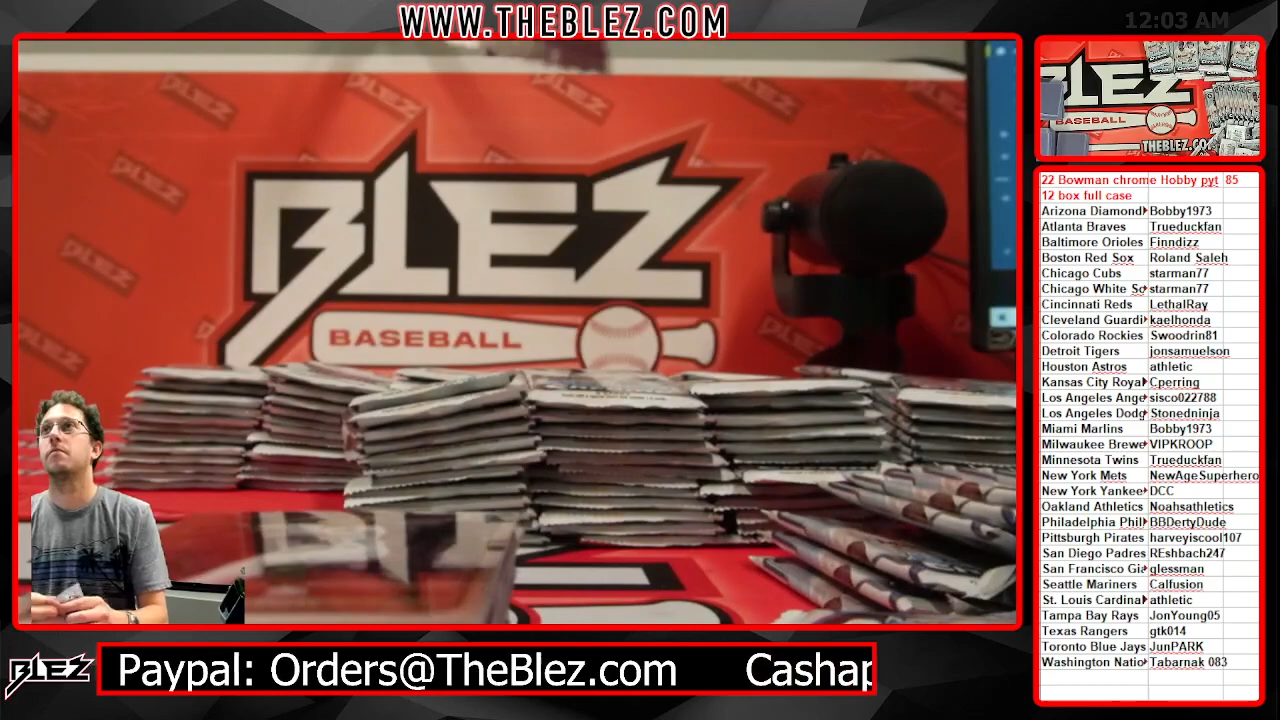 WWW.THEBLEZ.COM
12:03 AM
BLEZ
BASEBALL
BLEZ
BASEBALL
THEBLEZ.CO
22 Bowman chrome Hobby pyt 85
12 box full case
Arizona Diamond Bobby1973
Atlanta Braves Trueduckfan
Baltimore Orioles Finndizz
Boston Red Sox Roland Saleh
Chicago Cubs starman77
Chicago White So starman77
Cincinnati Reds LethalRay
Cleveland Guardi kaelhonda
Colorado Rockies Swoodrin81
Detroit Tigers jonsamuelson
Houston Astros athletic
Kansas City Royal Cperring
Los Angeles Ange sisco022788
Los Angeles Dodg Stonedninja
Miami Marlins Bobby1973
Milwaukee Brewe VIPKROOP
Minnesota Twins Trueduckfan
New York Mets NewAgeSuperhero
New York Yankee DCC
Oakland Athletics Noahsathletics
Philadelphia Phil BBDertyDude
Pittsburgh Pirates harveyiscool107
San Diego Padres REshbach247
San Francisco Gia glessman
Seattle Mariners Calfusion
St. Louis Cardinal athletic
Tampa Bay Rays JonYoung05
Texas Rangers gtk014
Toronto Blue Jays JunPARK
Washington Natio Tabarnak 083
BLEZ
Paypal: Orders@TheBlez.com Cashap